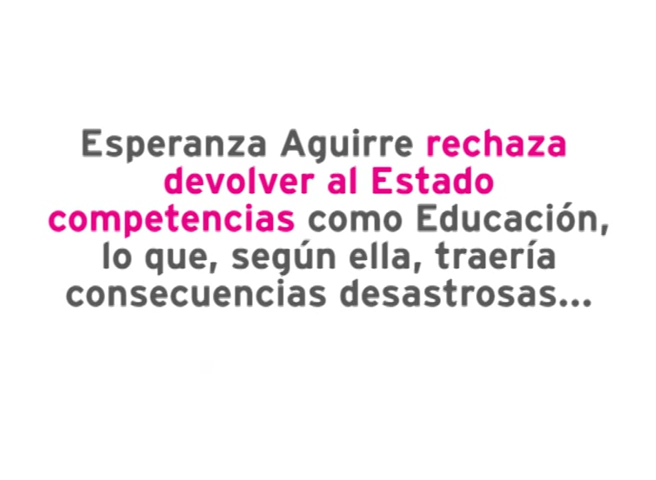 Esperanza Aguirre rechaza
devolver al Estado
competencias como Educación,
lo que, según ella, traería
consecuencias desastrosas...